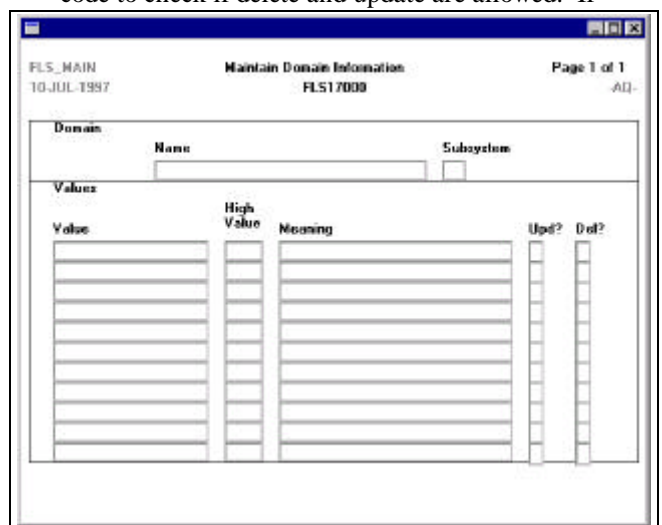 code to check if delete and update are allowed. If
FLS_MAIN Maintain Domain Information Page 1 of 1
10-JUL-1997 FLS17000 -AQ-
Domain
Name Subsystem
Values
High
Value Value Meaning Upd? Del?